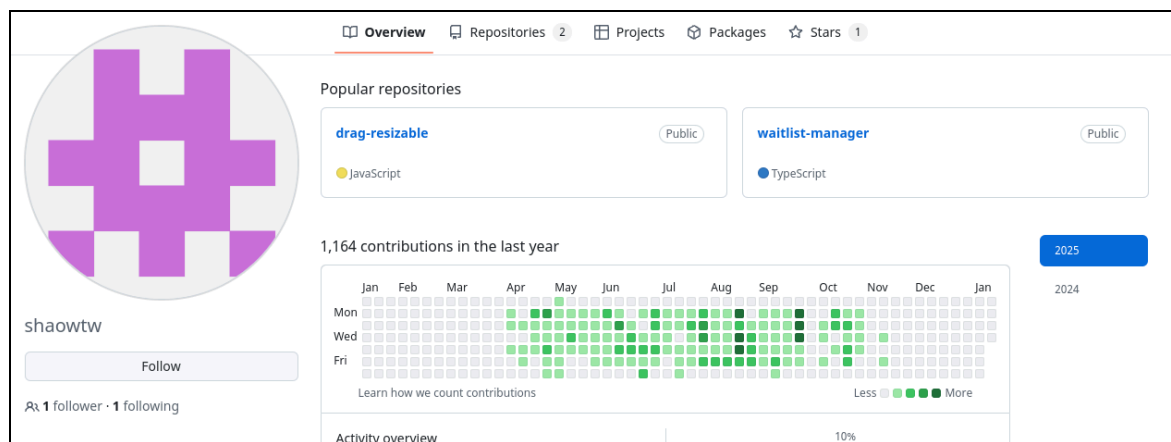 Overview Repositories 2 Projects Packages Stars 1
Popular repositories
drag-resizable Public
JavaScript
waitlist-manager Public
TypeScript
shaowtw
Follow
1 follower · 1 following
1,164 contributions in the last year
2025
2024
Jan Feb Mar Apr May Jun Jul Aug Sep Oct Nov Dec Jan
Mon
Wed
Fri
Learn how we count contributions
Less More
Activity overview
10%